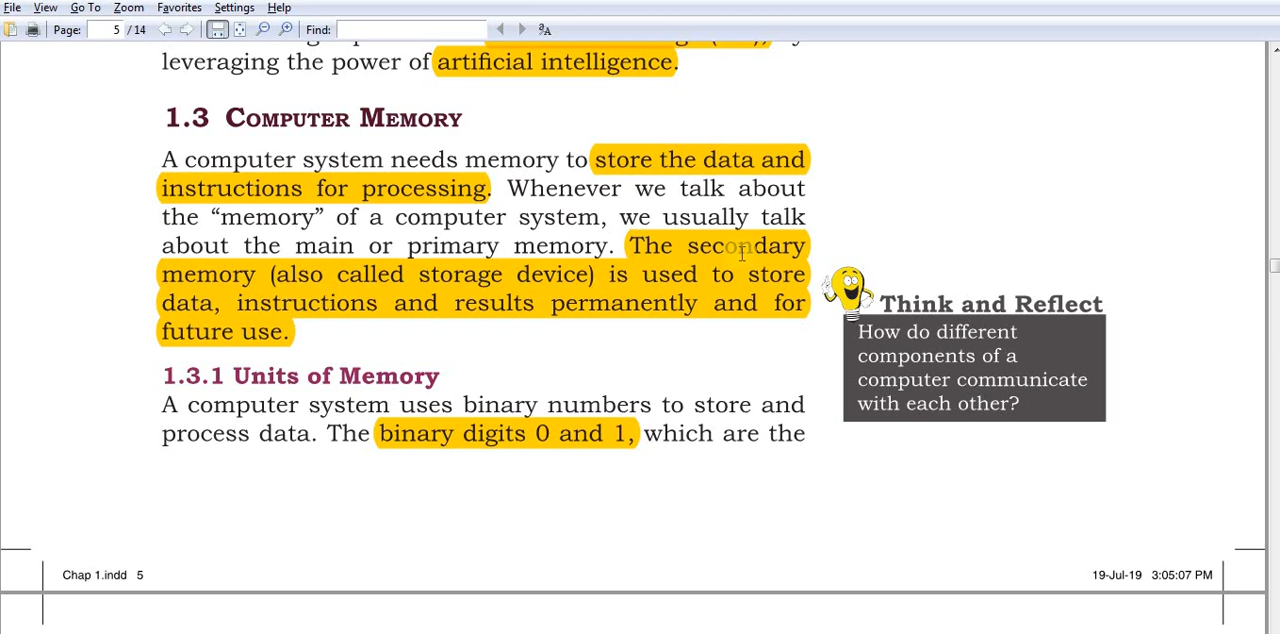 File View Go To Zoom Favorites Settings Help
Page: 5 / 14 Find:
leveraging the power of artificial intelligence.
1.3 COMPUTER MEMORY
A computer system needs memory to store the data and
instructions for processing. Whenever we talk about
the “memory” of a computer system, we usually talk
about the main or primary memory. The secondary
memory (also called storage device) is used to store
data, instructions and results permanently and for
future use.
1.3.1 Units of Memory
A computer system uses binary numbers to store and
process data. The binary digits 0 and 1, which are the
Think and Reflect
How do different
components of a
computer communicate
with each other?
Chap 1.indd 5
19-Jul-19 3:05:07 PM